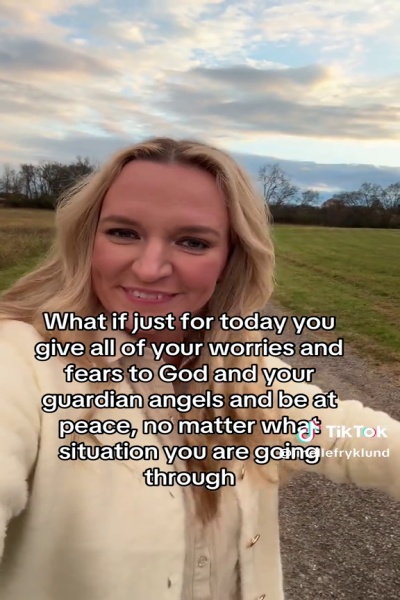 What if just for today you
give all of your worries and
fears to God and your
guardian angels and be at
peace, no matter what
situation you are going
through
TikTok